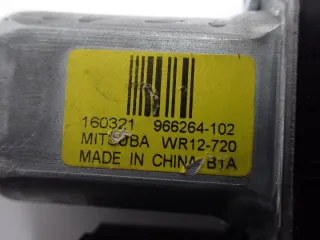 160321 966264-102
MITSUBA WR12-720
MADE IN CHINA B1A